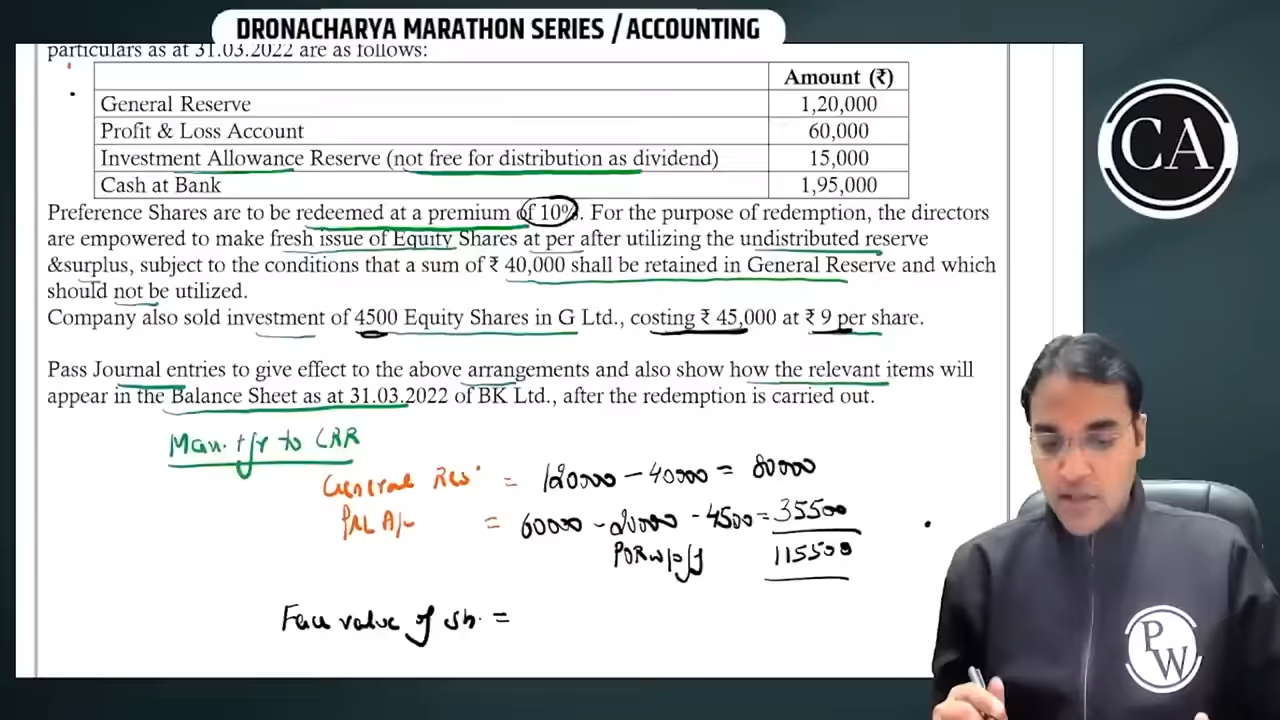 DRONACHARYA MARATHON SERIES / ACCOUNTING
particulars as at 31.03.2022 are as follows:
Amount (₹)
General Reserve 1,20,000
Profit & Loss Account 60,000
Investment Allowance Reserve (not free for distribution as dividend) 15,000
Cash at Bank 1,95,000
Preference Shares are to be redeemed at a premium of 10%. For the purpose of redemption, the directors
are empowered to make fresh issue of Equity Shares at per after utilizing the undistributed reserve
&surplus, subject to the conditions that a sum of ₹ 40,000 shall be retained in General Reserve and which
should not be utilized.
Company also sold investment of 4500 Equity Shares in G Ltd., costing ₹ 45,000 at ₹ 9 per share.
Pass Journal entries to give effect to the above arrangements and also show how the relevant items will
appear in the Balance Sheet as at 31.03.2022 of BK Ltd., after the redemption is carried out.
Max. t/f to CRR
General Res. = 120000 - 40000 = 80000
P&L A/c = 60000 - 20000 - 4500 = 35500
PORW/o/f 115500
Face value of sh. =
CA
PW